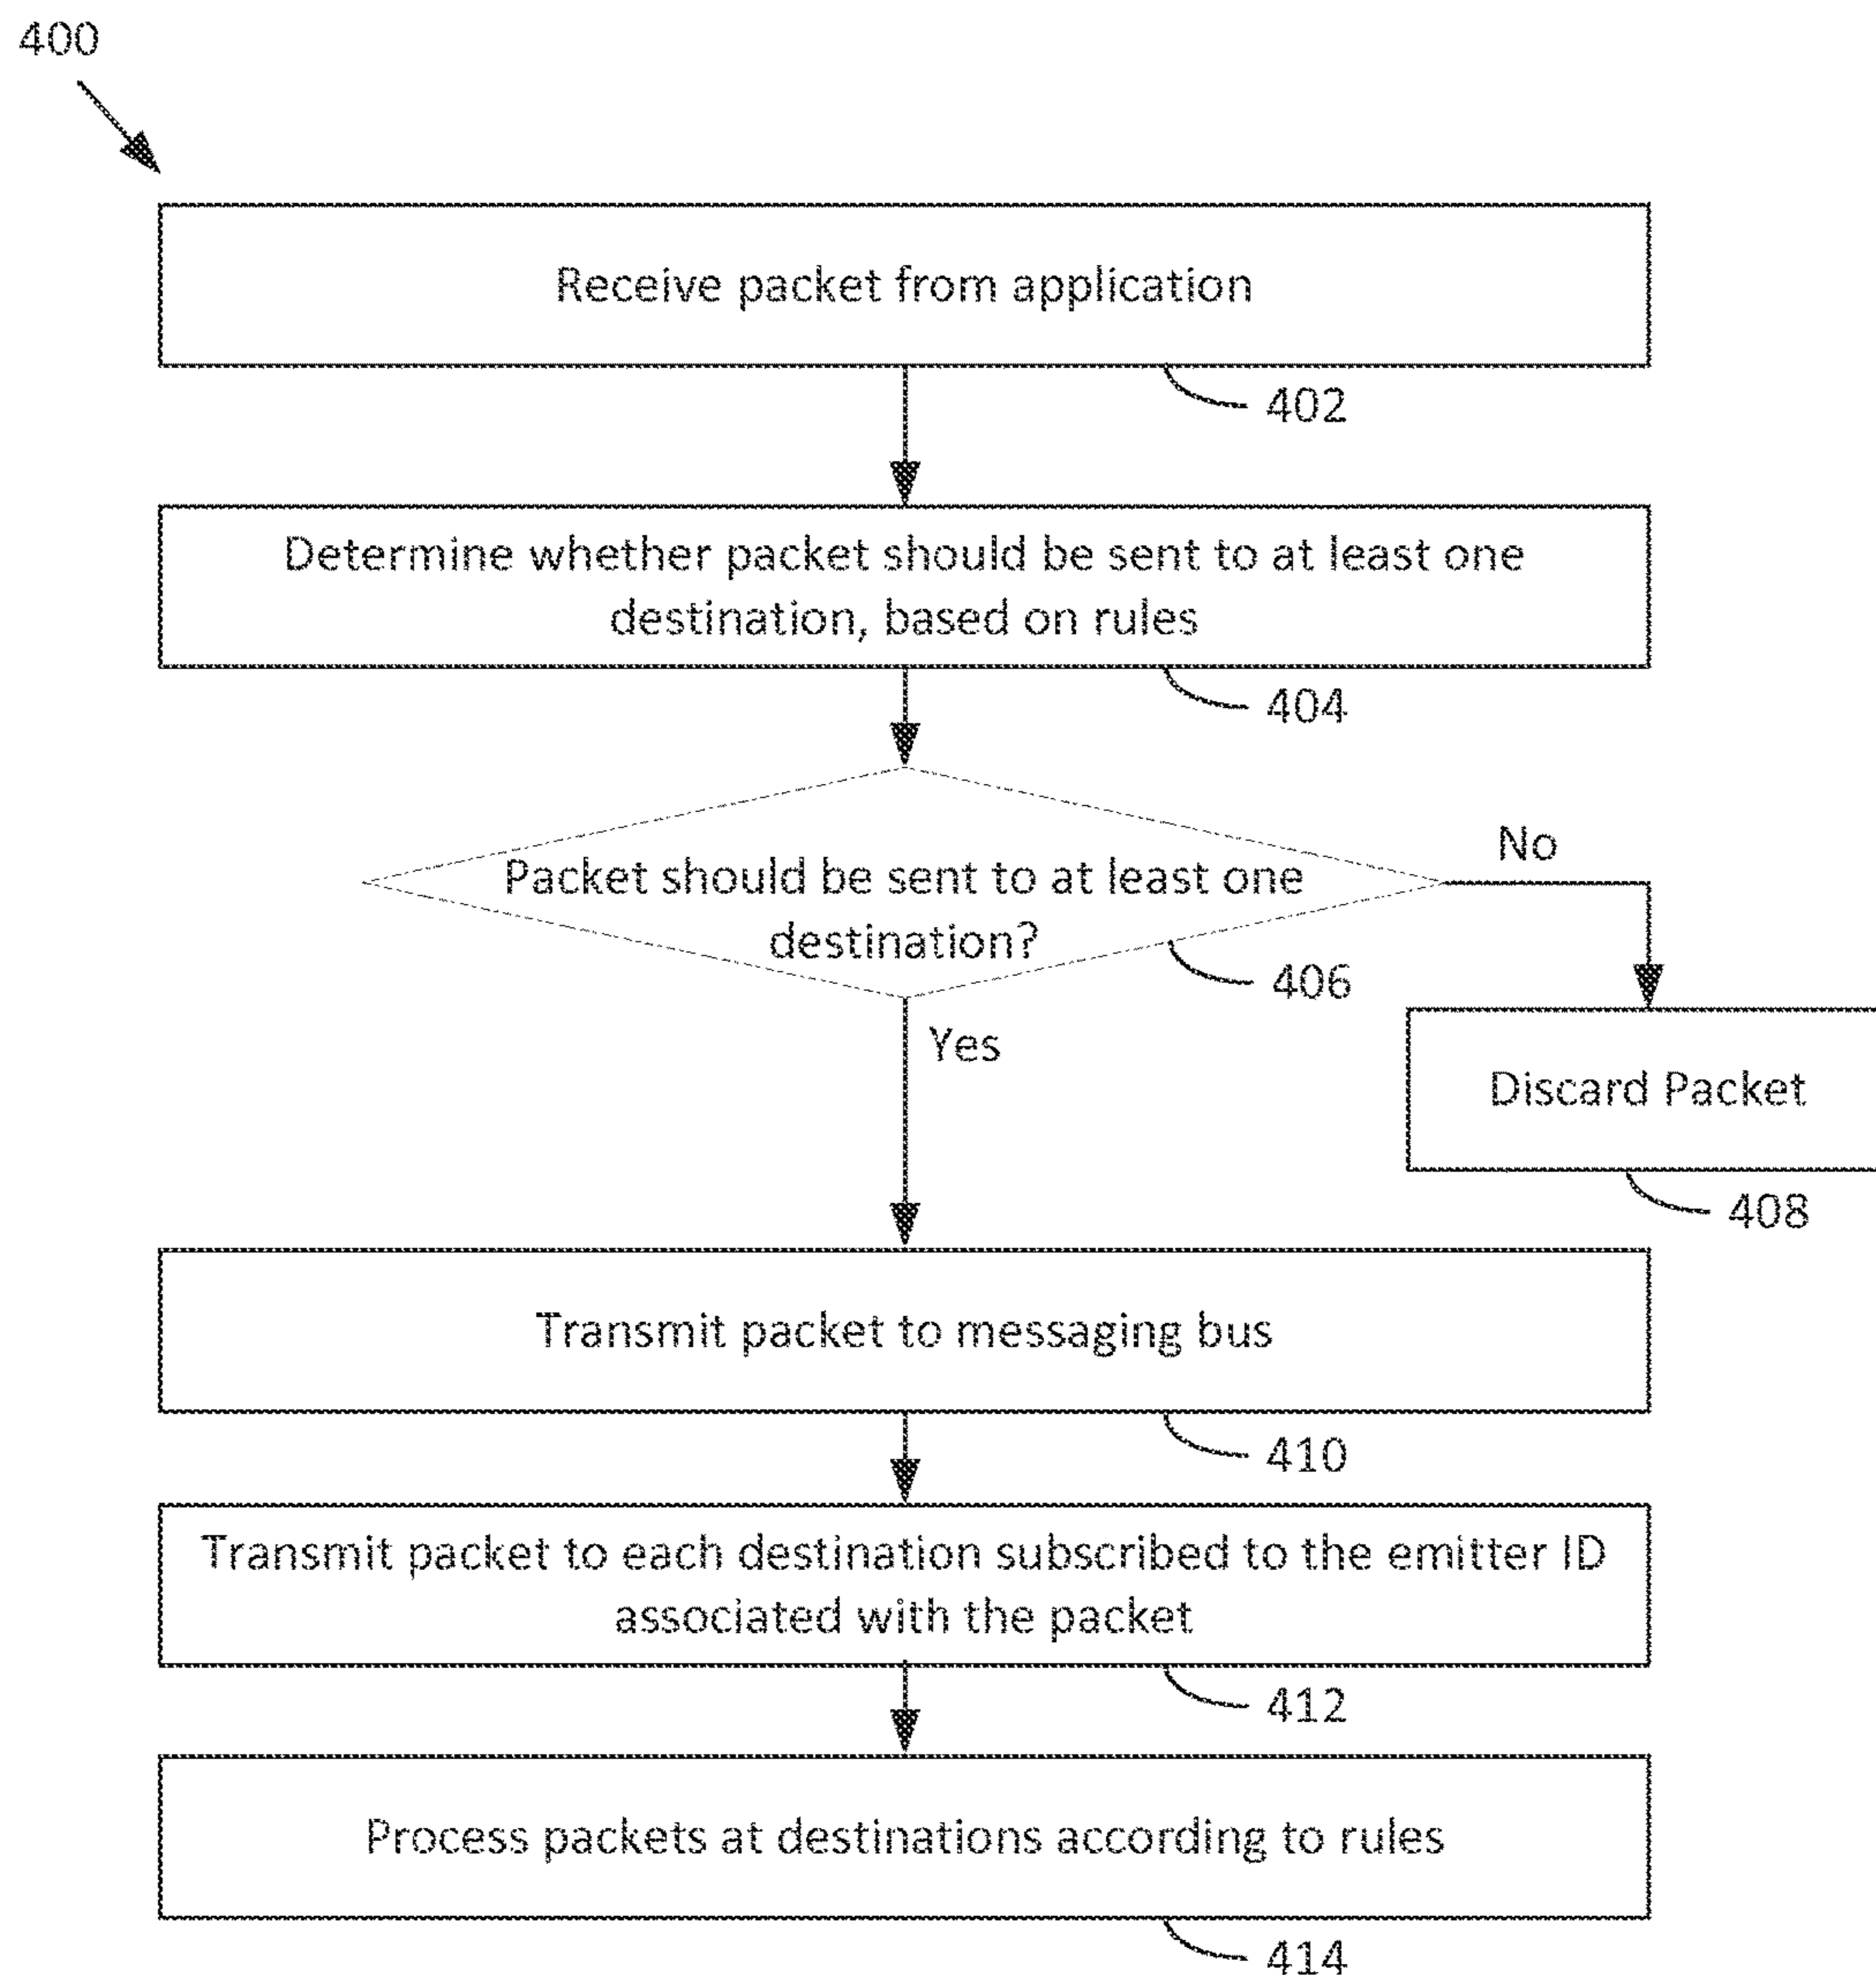 400
Receive packet from application
402
Determine whether packet should be sent to at least one
destination, based on rules
404
Packet should be sent to at least one
destination?
406
No
Yes
Discard Packet
408
Transmit packet to messaging bus
410
Transmit packet to each destination subscribed to the emitter ID
associated with the packet
412
Process packets at destinations according to rules
414